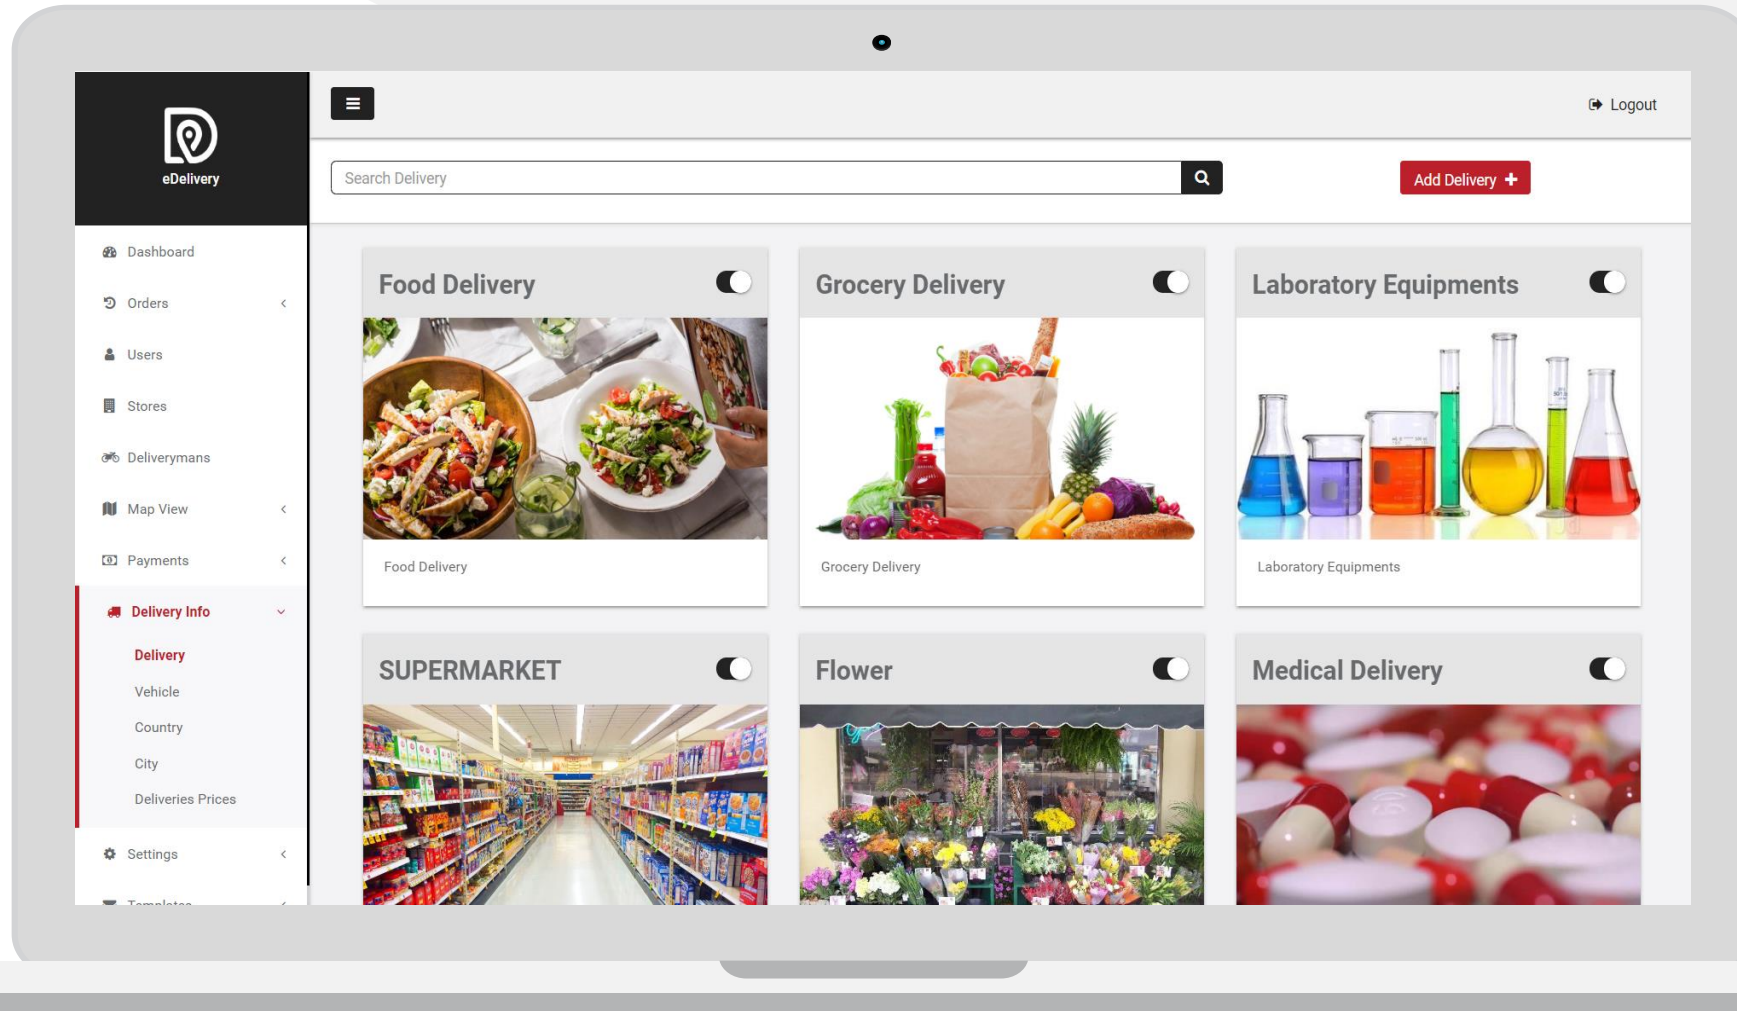 eDelivery
Logout
Search Delivery
Add Delivery
Dashboard
Orders
Users
Stores
Deliverymans
Map View
Payments
Delivery Info
Delivery
Vehicle
Country
City
Deliveries Prices
Settings
Templates
Food Delivery
Grocery Delivery
Laboratory Equipments
Food Delivery
Grocery Delivery
Laboratory Equipments
SUPERMARKET
Flower
Medical Delivery